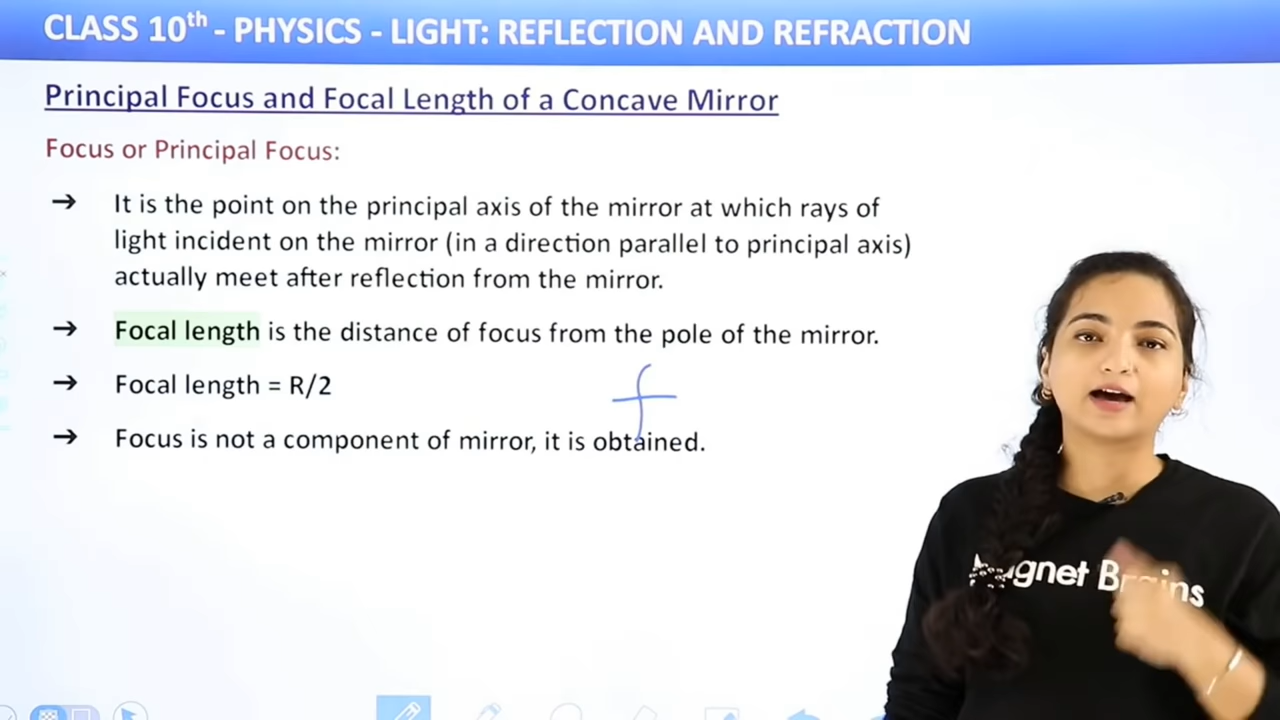 CLASS 10th - PHYSICS - LIGHT: REFLECTION AND REFRACTION
Principal Focus and Focal Length of a Concave Mirror
Focus or Principal Focus:
➔ It is the point on the principal axis of the mirror at which rays of
light incident on the mirror (in a direction parallel to principal axis)
actually meet after reflection from the mirror.
➔ Focal length is the distance of focus from the pole of the mirror.
➔ Focal length = R/2
f
➔ Focus is not a component of mirror, it is obtained.
Magnet Brains